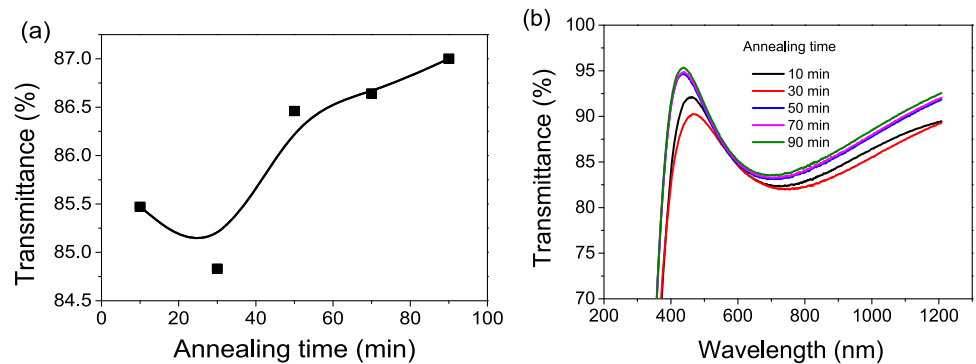 (a)
Transmittance (%)
87.0
86.5
86.0
85.5
85.0
84.5
0 20 40 60 80 100
Annealing time (min)
(b)
Transmittance (%)
100
95
90
85
80
75
70
Annealing time
10 min
30 min
50 min
70 min
90 min
200 400 600 800 1000 1200
Wavelength (nm)